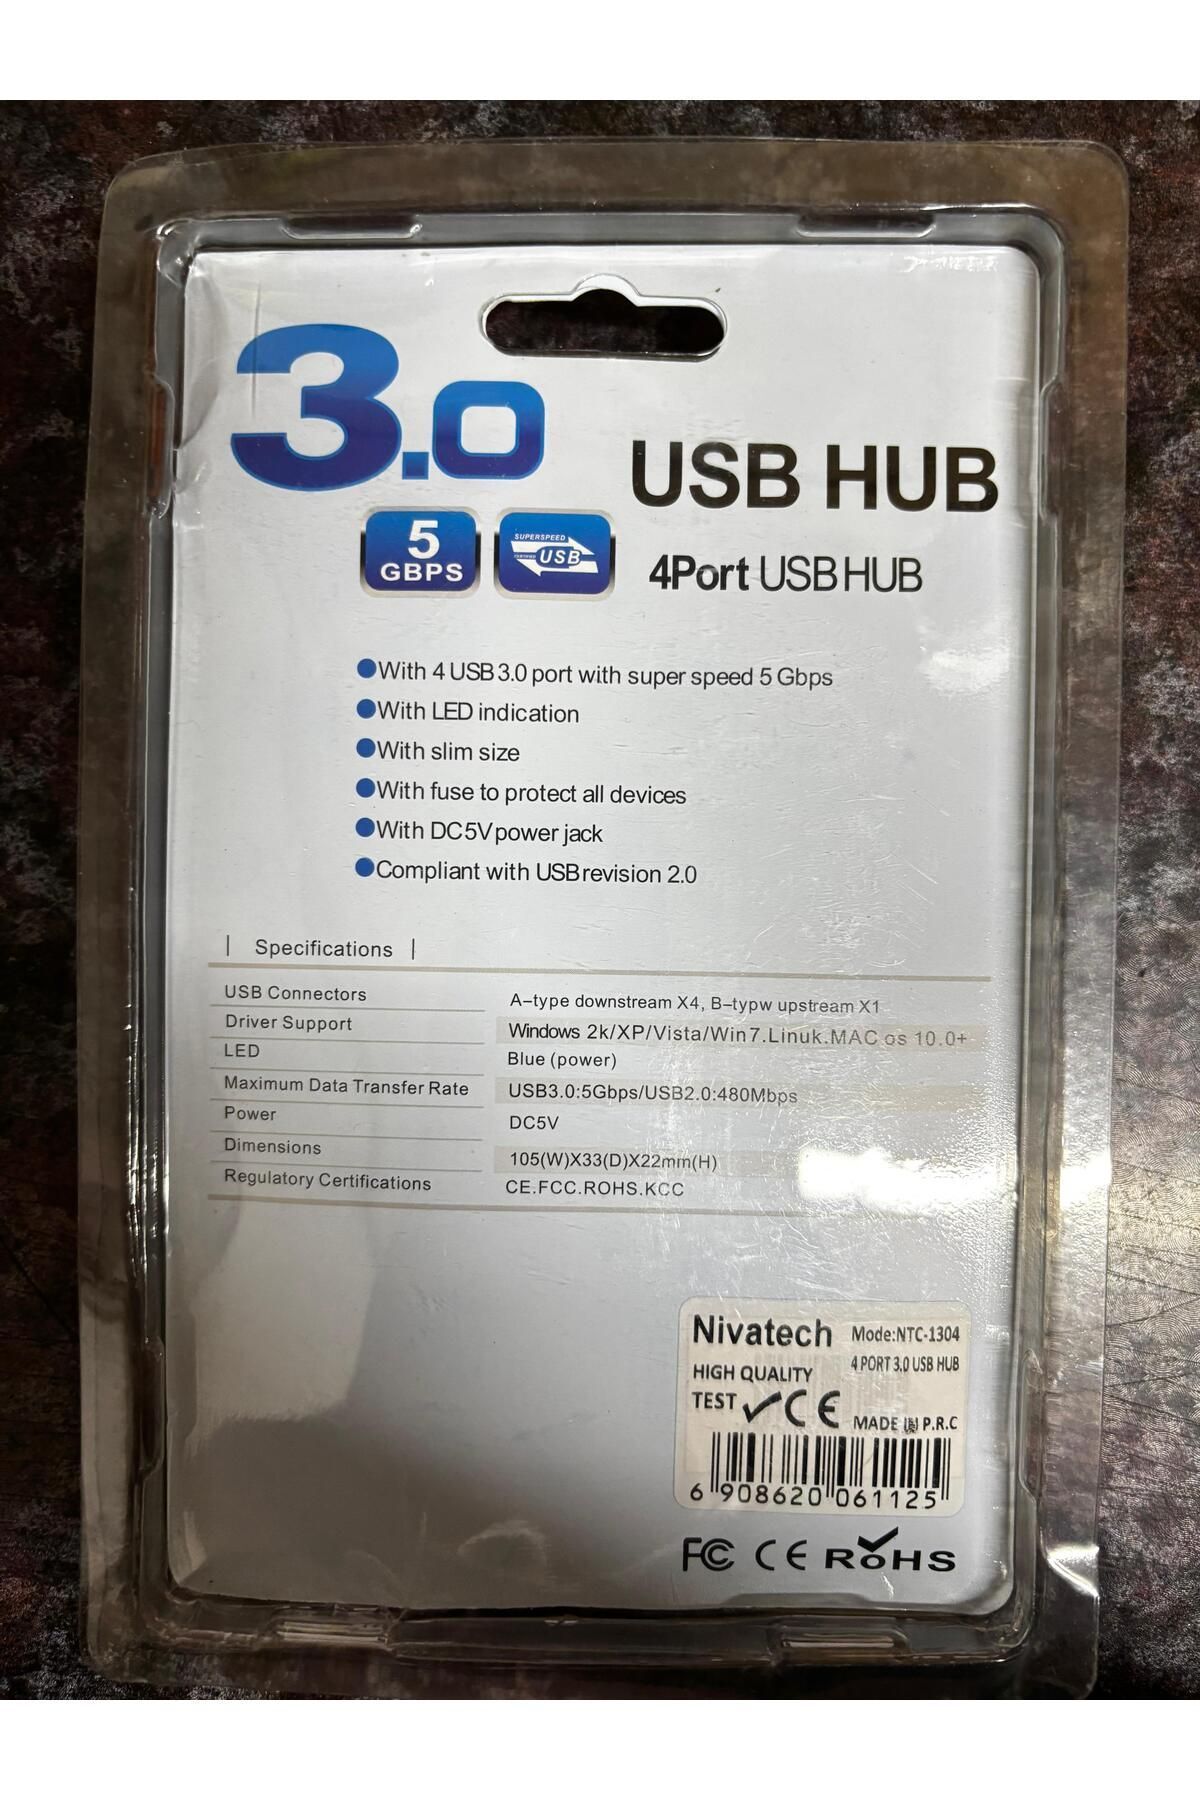 3.0
USB HUB
5
GBPS
SUPERSPEED
CERTIFIED
USB
4Port USB HUB
With 4 USB 3.0 port with super speed 5 Gbps
With LED indication
With slim size
With fuse to protect all devices
With DC5V power jack
Compliant with USB revision 2.0
| Specifications |
USB Connectors A-type downstream X4, B-typw upstream X1
Driver Support Windows 2k/XP/Vista/Win7.Linuk.MAC os 10.0+
LED Blue (power)
Maximum Data Transfer Rate USB3.0:5Gbps/USB2.0:480Mbps
Power DC5V
Dimensions 105(W)X33(D)X22mm(H)
Regulatory Certifications CE.FCC.ROHS.KCC
Nivatech Mode:NTC-1304
4 PORT 3.0 USB HUB
HIGH QUALITY
TEST CE MADE IN P.R.C
6 908620 061125
FC CE ROHS